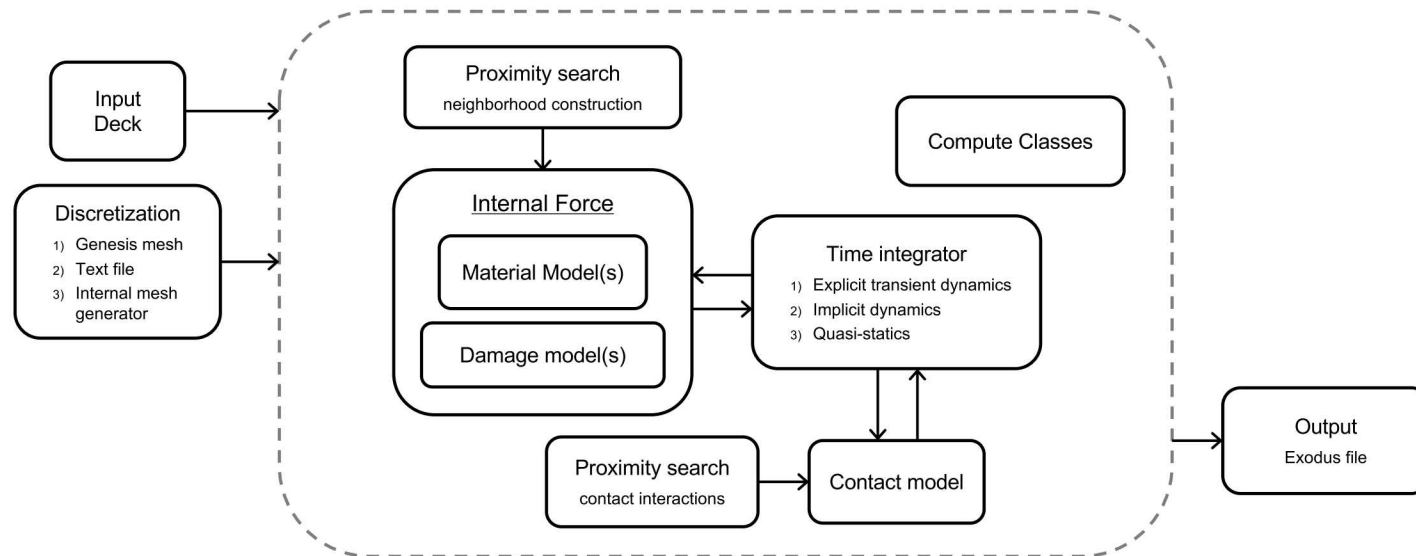 Input
Deck
Discretization
1) Genesis mesh
2) Text file
3) Internal mesh
generator
Proximity search
neighborhood construction
Internal Force
Material Model(s)
Damage model(s)
Compute Classes
Time integrator
1) Explicit transient dynamics
2) Implicit dynamics
3) Quasi-statics
Proximity search
contact interactions
Contact model
Output
Exodus file